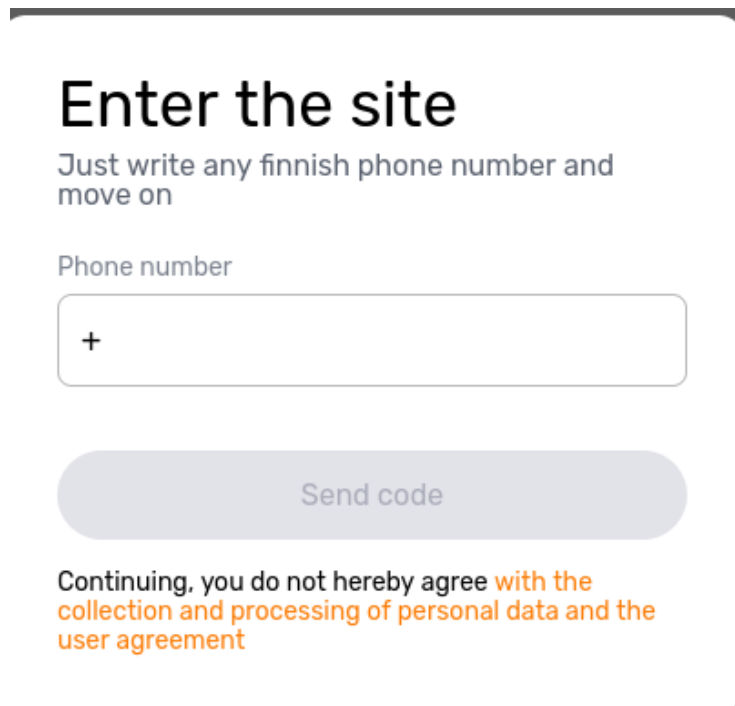 Enter the site
Just write any finnish phone number and
move on
Phone number
+
Send code
Continuing, you do not hereby agree with the
collection and processing of personal data and the
user agreement